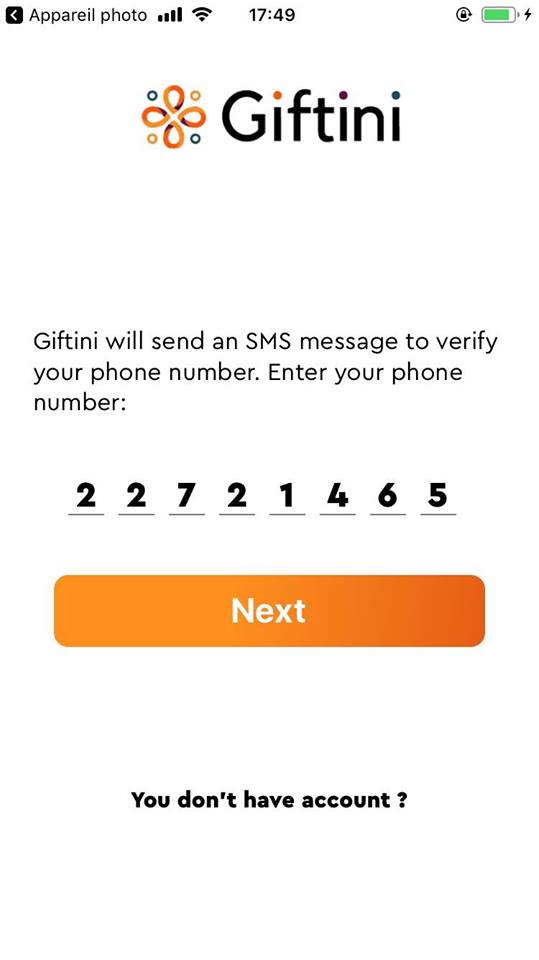 Appareil photo 17:49
Giftini
Giftini will send an SMS message to verify
your phone number. Enter your phone
number:
2 2 7 2 1 4 6 5
Next
You don't have account ?